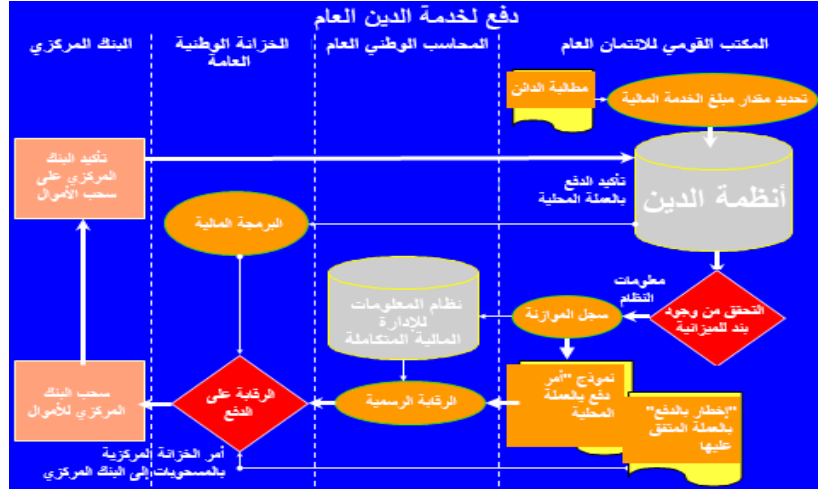 دفع لخدمة الدين العام
المكتب القومي للائتمان العام
المحاسب الوطني العام
الخزانة الوطنية
العامة
البنك المركزي
مطالبة الدائن
تحديد مقدار مبلغ الخدمة المالية
أنظمة الدين
تأكيد الدفع
بالعملة المحلية
تأكيد البنك
المركزي على
سحب الأموال
البرمجة المالية
معلومات
النظام
التحقق من وجود
بند للميزانية
سجل الموازنة
نظام المعلومات
للإدارة
المالية المتكاملة
نموذج "أمر
دفع بالعملة
المحلية
"إخطار بالدفع"
بالعملة المتفق
عليها
الرقابة الرسمية
الرقابة على
الدفع
سحب البنك
المركزي للأموال
أمر الخزانة المركزية
بالمسحوبات إلى البنك المركزي